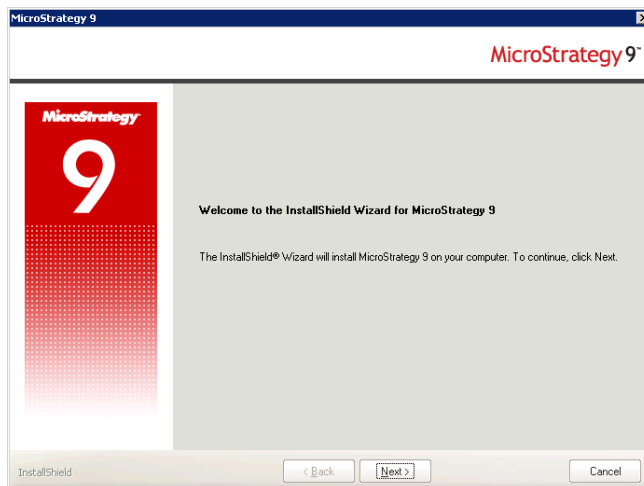 MicroStrategy 9
MicroStrategy 9™
MicroStrategy
9
Welcome to the InstallShield Wizard for MicroStrategy 9
The InstallShield® Wizard will install MicroStrategy 9 on your computer. To continue, click Next.
InstallShield
< Back
Next >
Cancel